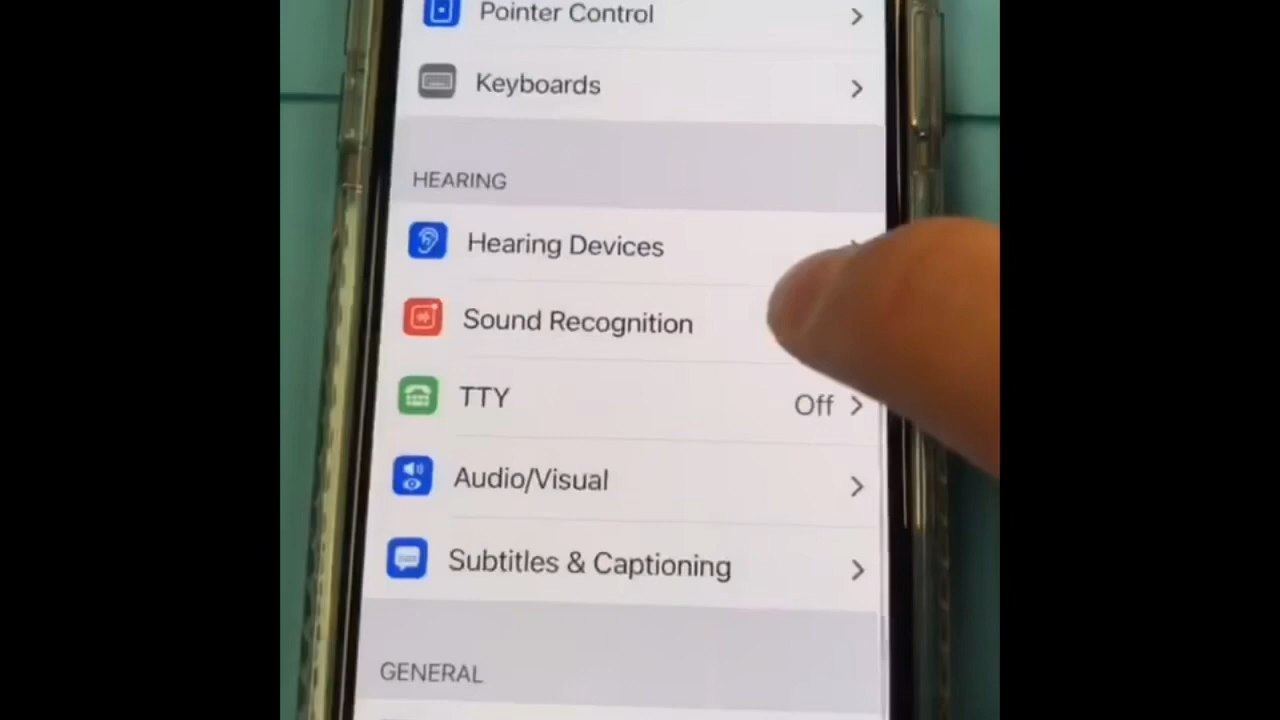 Pointer Control
Keyboards
HEARING
Hearing Devices
Sound Recognition
TTY Off
Audio/Visual
Subtitles & Captioning
GENERAL